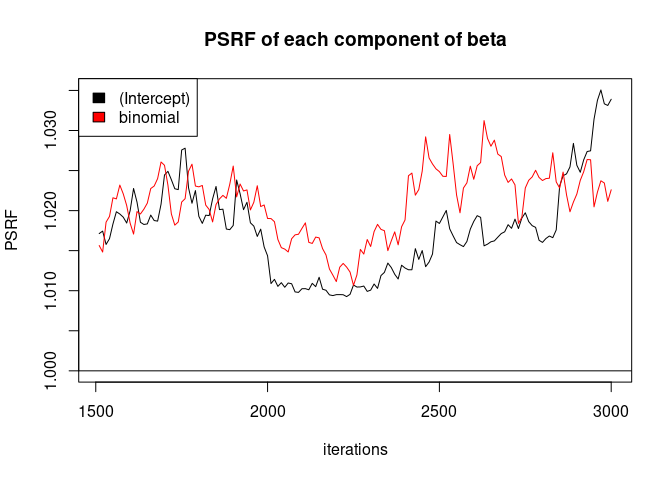 PSRF of each component of beta
(Intercept)
binomial
PSRF
1.030
1.020
1.010
1.000
1500
2000
2500
3000
iterations